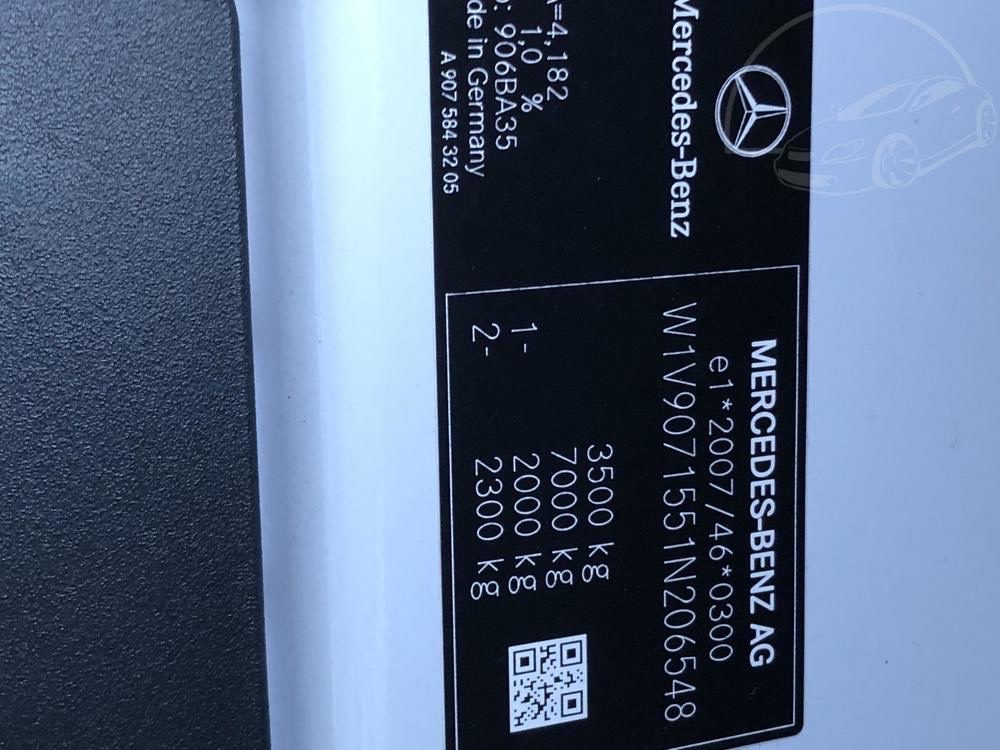 Mercedes-Benz
=4,182
1,0 %
: 906BA35
de in Germany
A 907 584 32 05
MERCEDES-BENZ AG
e1*2007/46*0300
W1V9071551N206548
3500 kg
7000 kg
1- 2000 kg
2- 2300 kg